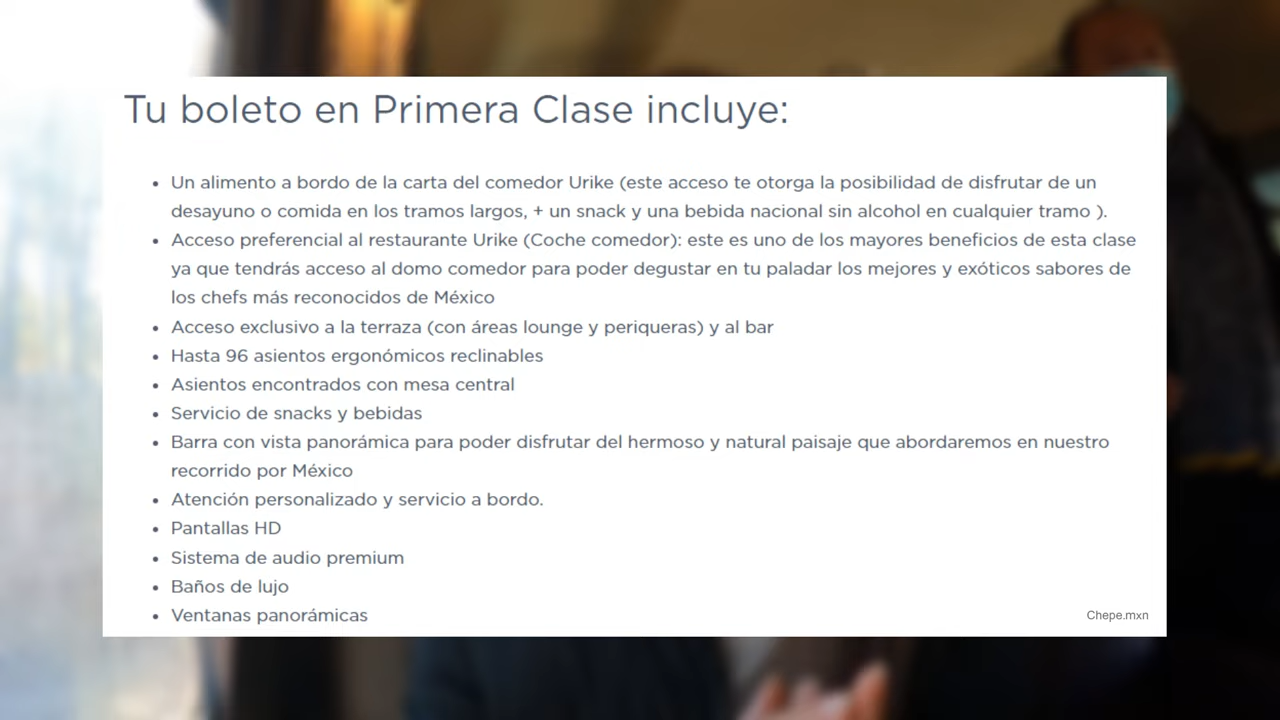 Tu boleto en Primera Clase incluye:
• Un alimento a bordo de la carta del comedor Urike (este acceso te otorga la posibilidad de disfrutar de un
desayuno o comida en los tramos largos, + un snack y una bebida nacional sin alcohol en cualquier tramo ).
• Acceso preferencial al restaurante Urike (Coche comedor): este es uno de los mayores beneficios de esta clase
ya que tendrás acceso al domo comedor para poder degustar en tu paladar los mejores y exóticos sabores de
los chefs más reconocidos de México
• Acceso exclusivo a la terraza (con áreas lounge y periqueras) y al bar
• Hasta 96 asientos ergonómicos reclinables
• Asientos encontrados con mesa central
• Servicio de snacks y bebidas
• Barra con vista panorámica para poder disfrutar del hermoso y natural paisaje que abordaremos en nuestro
recorrido por México
• Atención personalizado y servicio a bordo.
• Pantallas HD
• Sistema de audio premium
• Baños de lujo
• Ventanas panorámicas
Chepe.mxn